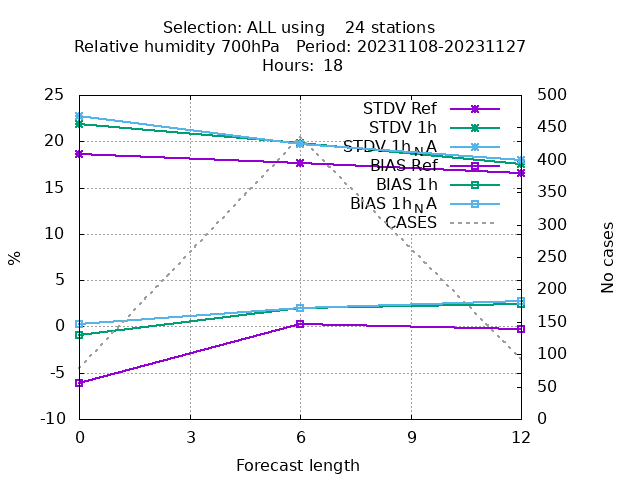 Selection: ALL using    24 stations
Relative humidity 700hPa   Period: 20231108-20231127
Hours: 18
25
20
15
10
5
0
-5
-10
%
500
450
400
350
300
250
200
150
100
50
0
No cases
STDV Ref
STDV 1h
STDV 1h_N A
BIAS Ref
BIAS 1h
BIAS 1h_N A
CASES
0 3 6 9 12
Forecast length